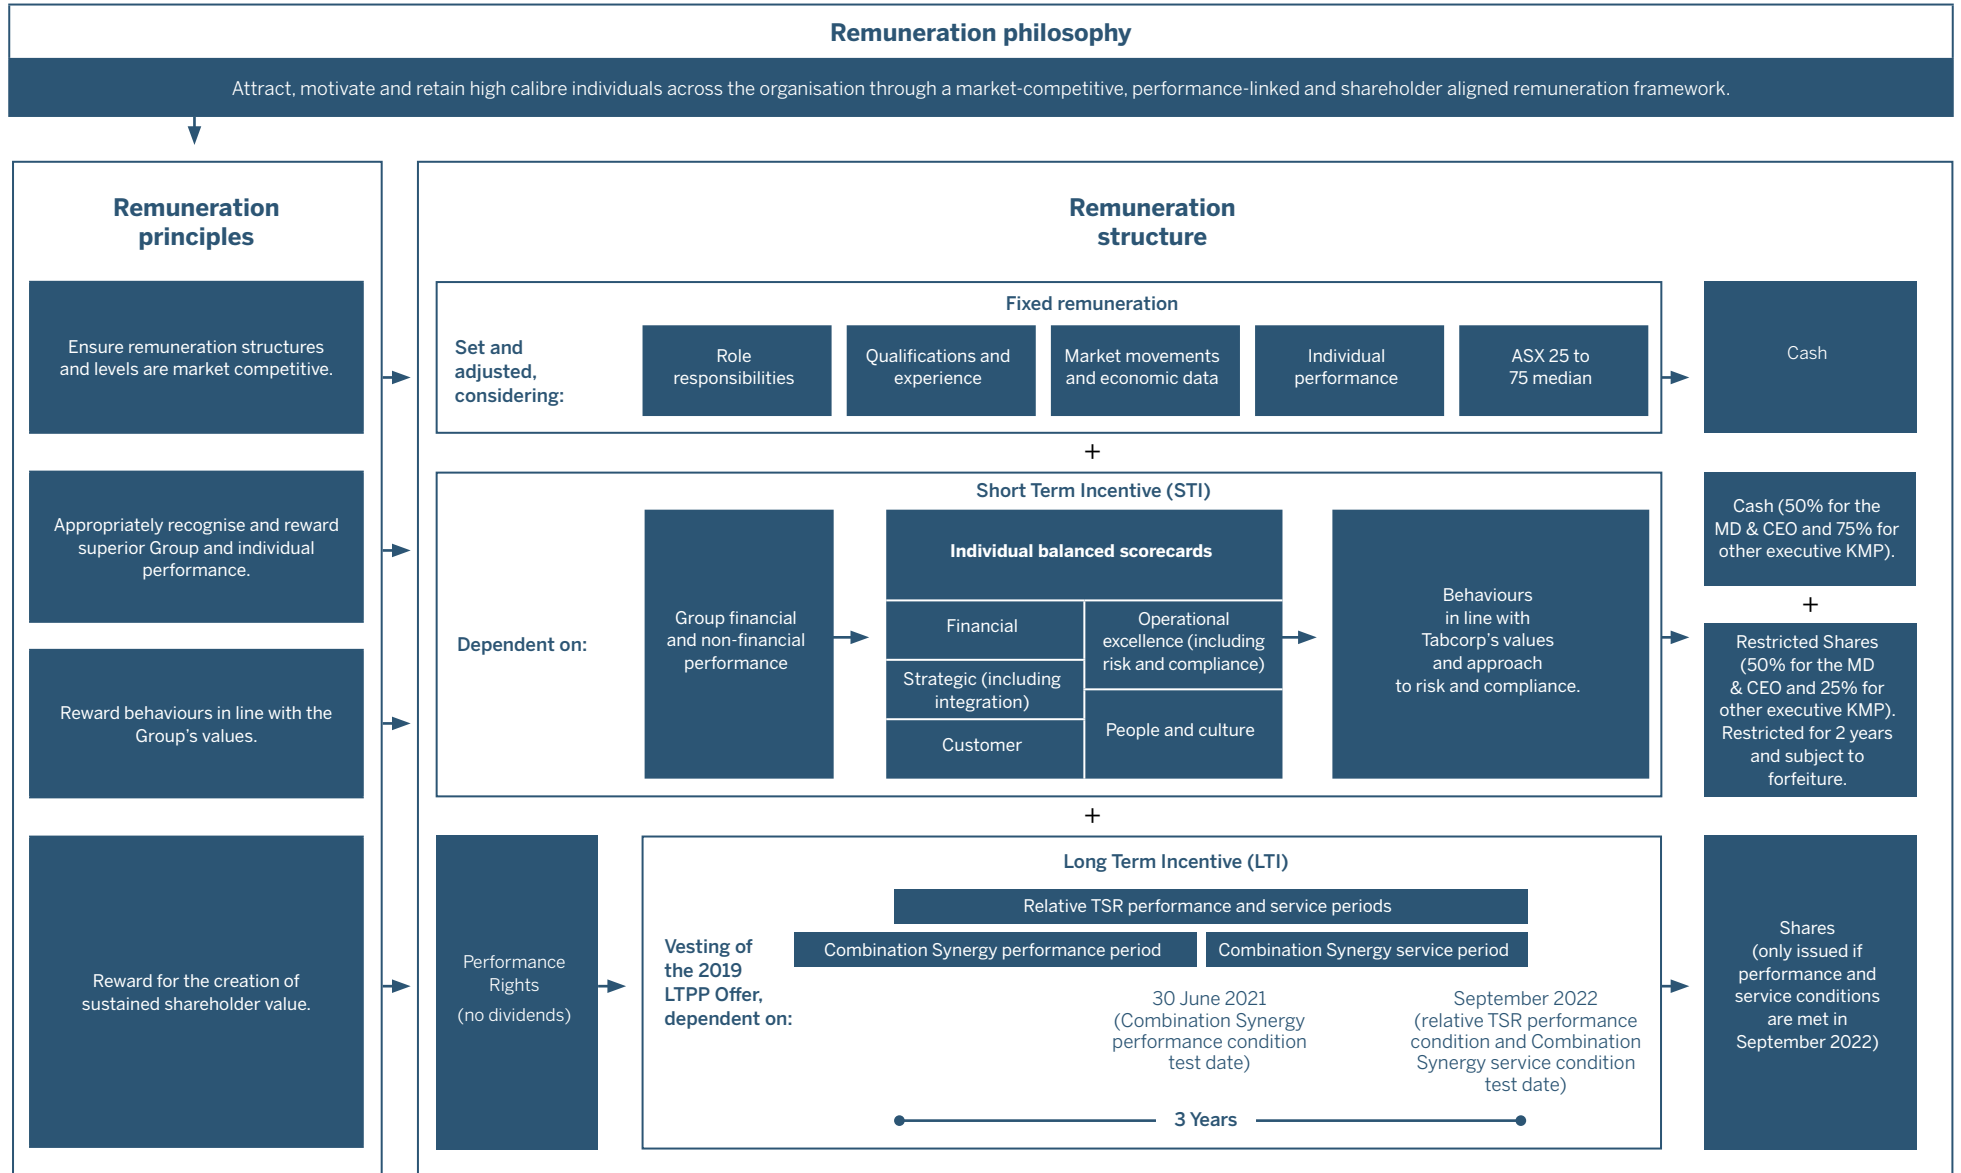 Remuneration philosophy
Attract, motivate and retain high calibre individuals across the organisation through a market-competitive, performance-linked and shareholder aligned remuneration framework.
Remuneration
principles
Ensure remuneration structures
and levels are market competitive.
Appropriately recognise and reward
superior Group and individual
performance.
Reward behaviours in line with the
Group’s values.
Reward for the creation of
sustained shareholder value.
Remuneration
structure
Fixed remuneration
Set and
adjusted,
considering:
Role
responsibilities
Qualifications and
experience
Market movements
and economic data
Individual
performance
ASX 25 to
75 median
Cash
+
Short Term Incentive (STI)
Dependent on:
Group financial
and non-financial
performance
Individual balanced scorecards
Financial
Strategic (including
integration)
Customer
Operational
excellence (including
risk and compliance)
People and culture
Behaviours
in line with
Tabcorp’s values
and approach
to risk and compliance.
Cash (50% for the
MD & CEO and 75% for
other executive KMP).
+
Restricted Shares
(50% for the MD
& CEO and 25% for
other executive KMP).
Restricted for 2 years
and subject to
forfeiture.
+
Performance
Rights
(no dividends)
Long Term Incentive (LTI)
Vesting of
the 2019
LTPP Offer,
dependent on:
Relative TSR performance and service periods
Combination Synergy performance period
Combination Synergy service period
30 June 2021
(Combination Synergy
performance condition
test date)
September 2022
(relative TSR performance
condition and Combination
Synergy service condition
test date)
3 Years
Shares
(only issued if
performance and
service conditions
are met in
September 2022)